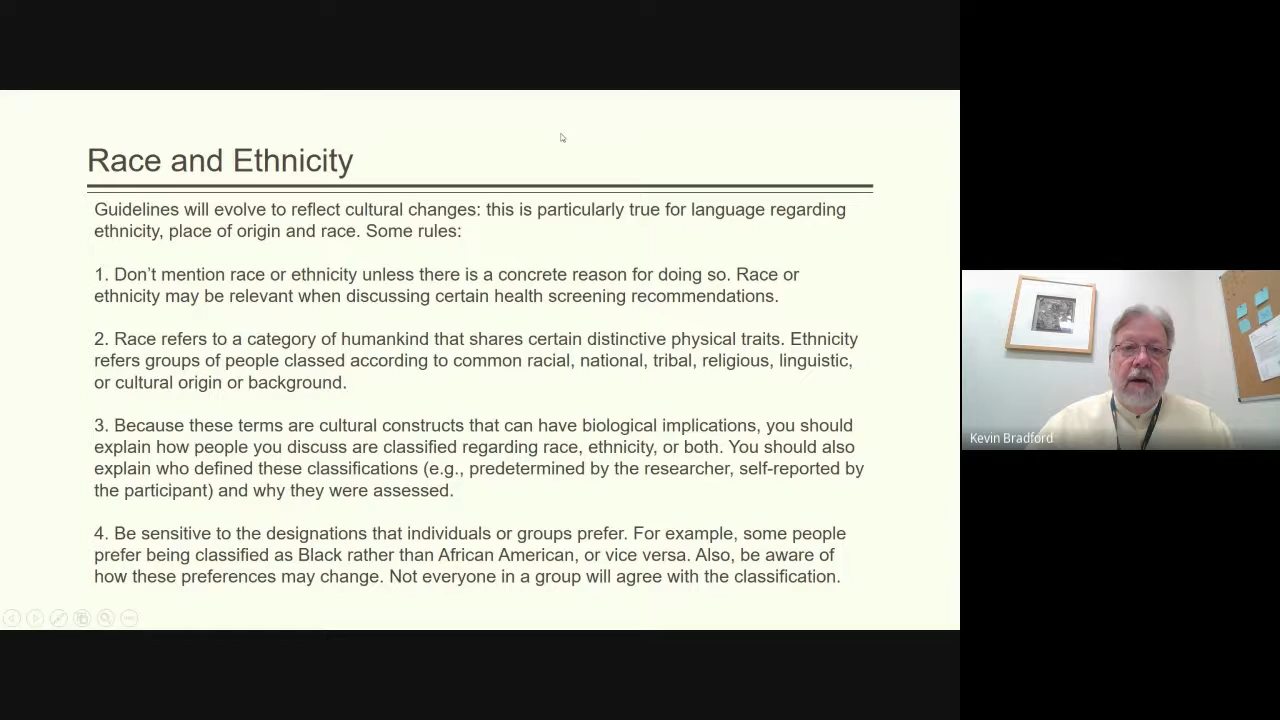 Race and Ethnicity
Guidelines will evolve to reflect cultural changes: this is particularly true for language regarding
ethnicity, place of origin and race. Some rules:
1. Don’t mention race or ethnicity unless there is a concrete reason for doing so. Race or
ethnicity may be relevant when discussing certain health screening recommendations.
2. Race refers to a category of humankind that shares certain distinctive physical traits. Ethnicity
refers groups of people classed according to common racial, national, tribal, religious, linguistic,
or cultural origin or background.
3. Because these terms are cultural constructs that can have biological implications, you should
explain how people you discuss are classified regarding race, ethnicity, or both. You should also
explain who defined these classifications (e.g., predetermined by the researcher, self-reported by
the participant) and why they were assessed.
4. Be sensitive to the designations that individuals or groups prefer. For example, some people
prefer being classified as Black rather than African American, or vice versa. Also, be aware of
how these preferences may change. Not everyone in a group will agree with the classification.
Kevin Bradford